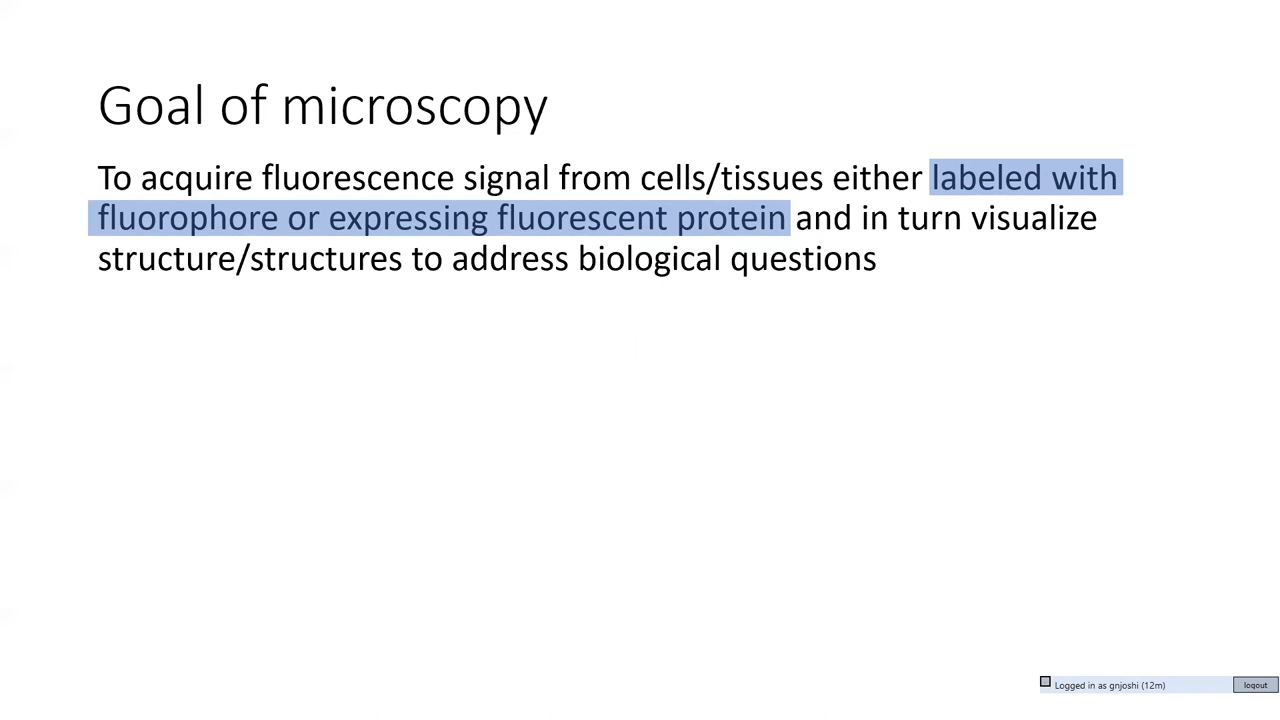 Goal of microscopy
To acquire fluorescence signal from cells/tissues either labeled with
fluorophore or expressing fluorescent protein and in turn visualize
structure/structures to address biological questions
Logged in as gnjoshi (12m)
logout